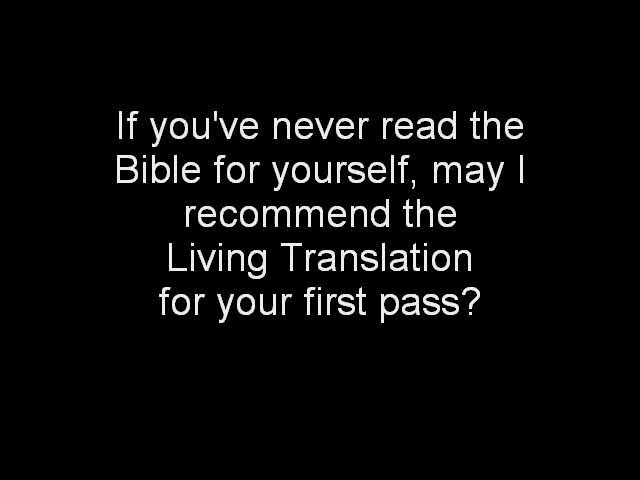 If you've never read the
Bible for yourself, may I
recommend the
Living Translation
for your first pass?